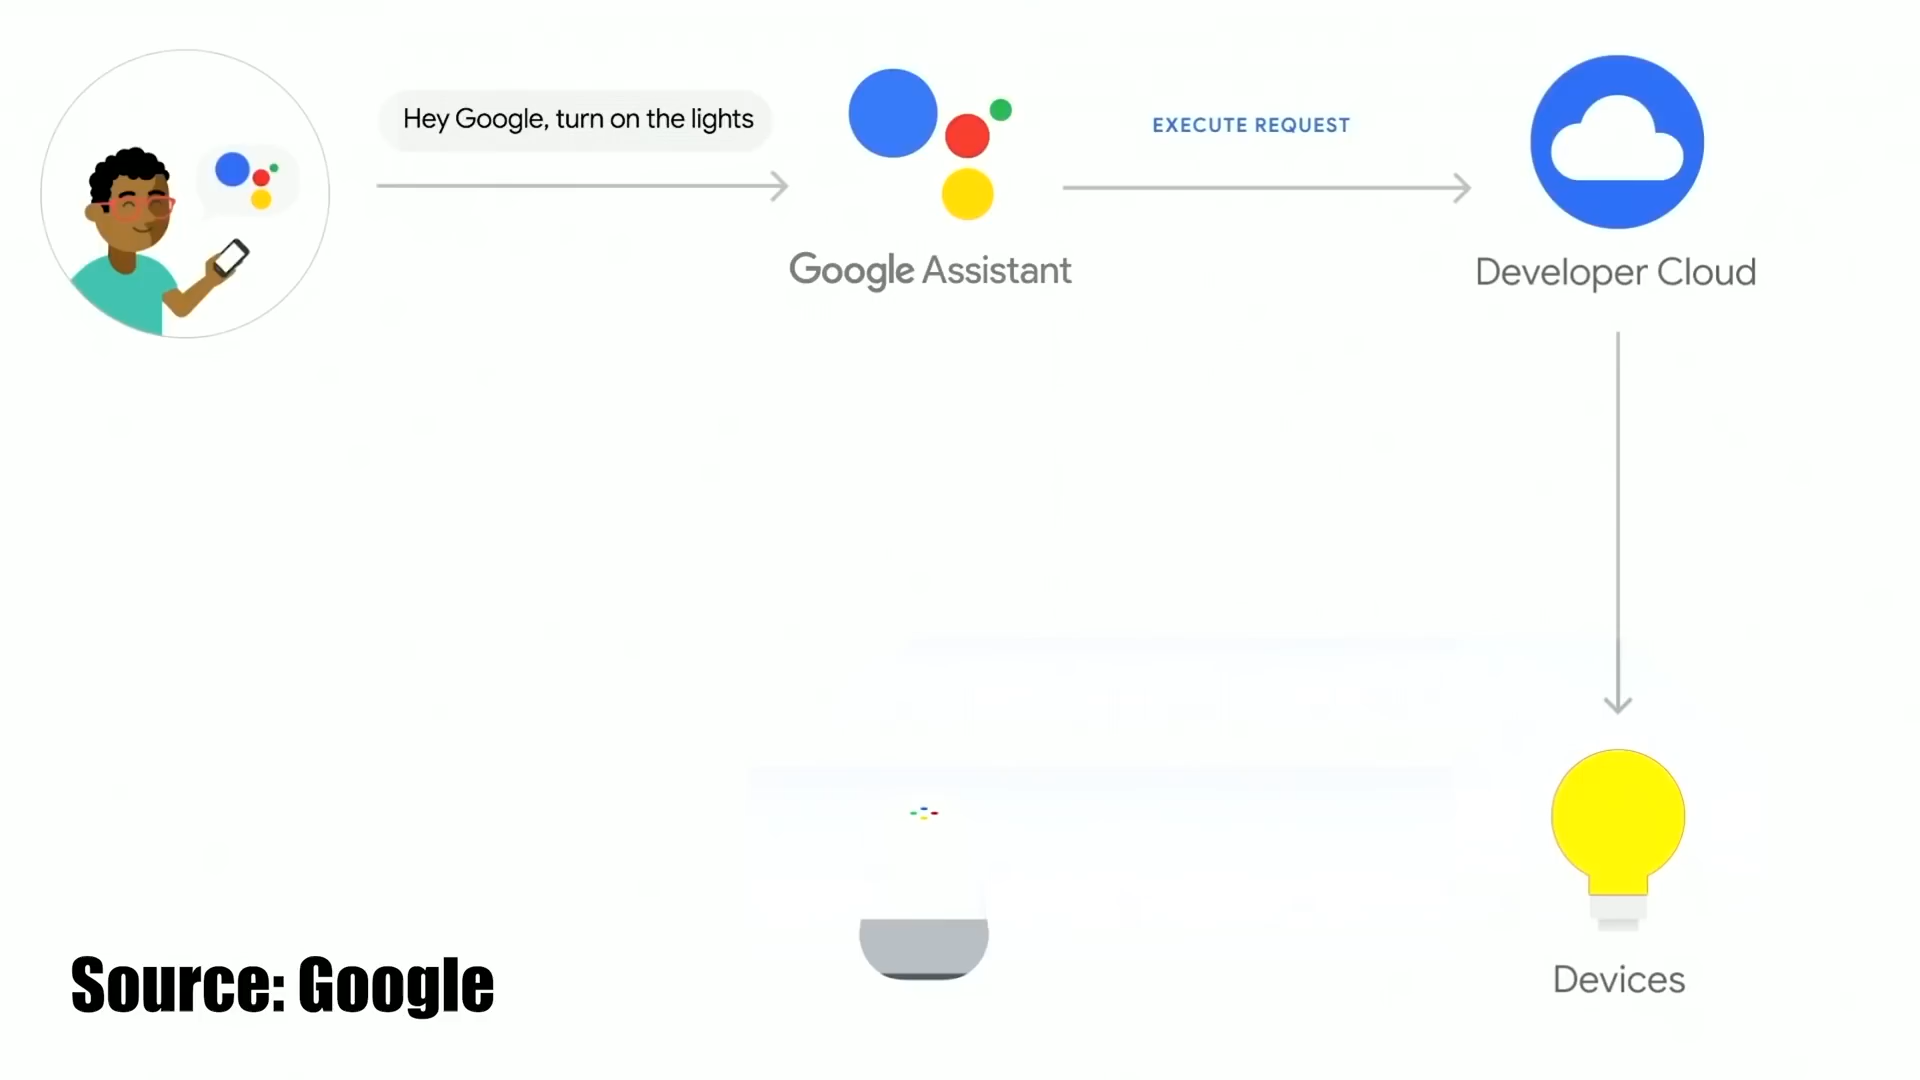 Hey Google, turn on the lights
EXECUTE REQUEST
Google Assistant
Developer Cloud
Devices
Source: Google